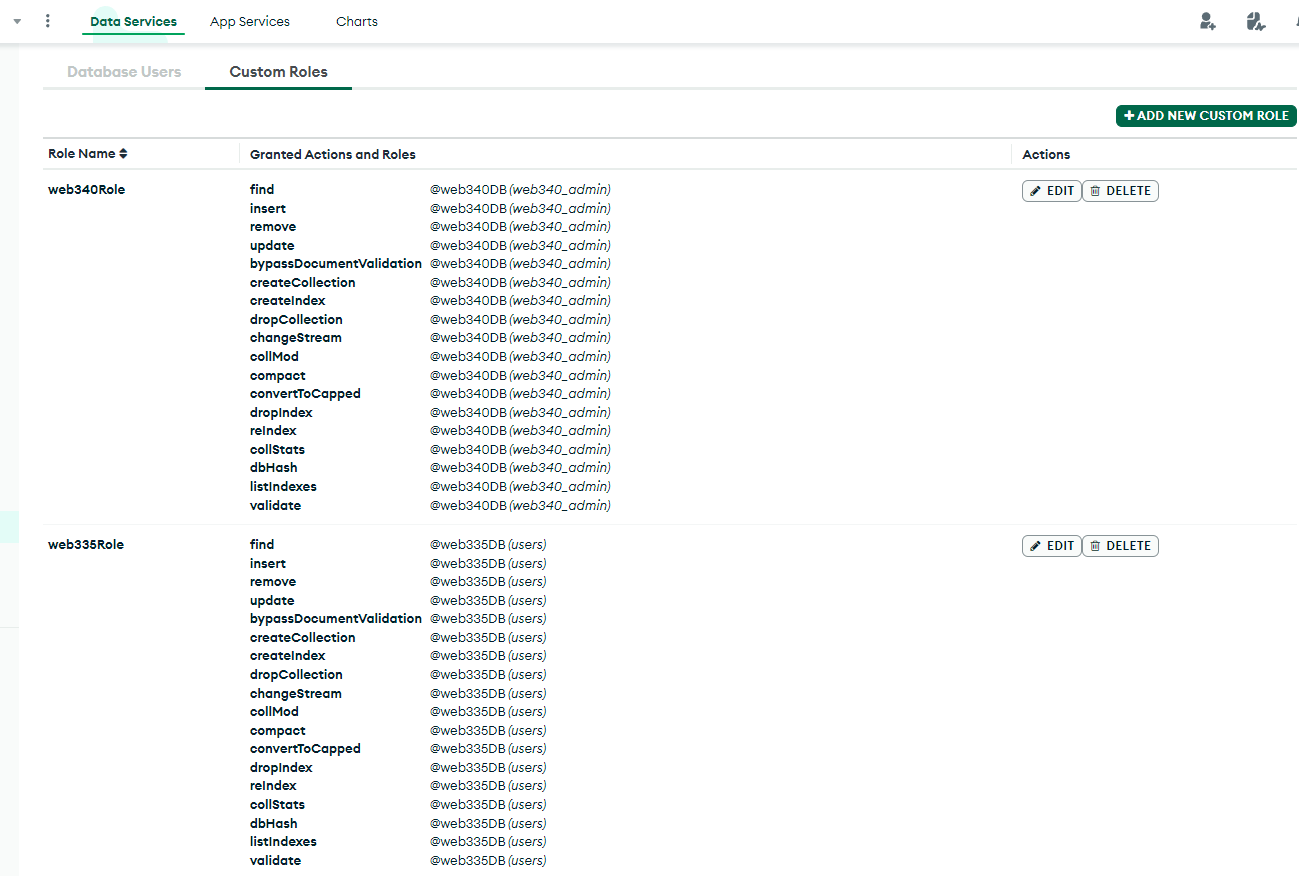 Data Services App Services Charts
Database Users Custom Roles
ADD NEW CUSTOM ROLE
Role Name Granted Actions and Roles Actions
web340Role find @web340DB (web340_admin) EDIT DELETE
insert @web340DB (web340_admin)
remove @web340DB (web340_admin)
update @web340DB (web340_admin)
bypassDocumentValidation @web340DB (web340_admin)
createCollection @web340DB (web340_admin)
createIndex @web340DB (web340_admin)
dropCollection @web340DB (web340_admin)
changeStream @web340DB (web340_admin)
collMod @web340DB (web340_admin)
compact @web340DB (web340_admin)
convertToCapped @web340DB (web340_admin)
dropIndex @web340DB (web340_admin)
reIndex @web340DB (web340_admin)
collStats @web340DB (web340_admin)
dbHash @web340DB (web340_admin)
listIndexes @web340DB (web340_admin)
validate @web340DB (web340_admin)
web335Role find @web335DB (users) EDIT DELETE
insert @web335DB (users)
remove @web335DB (users)
update @web335DB (users)
bypassDocumentValidation @web335DB (users)
createCollection @web335DB (users)
createIndex @web335DB (users)
dropCollection @web335DB (users)
changeStream @web335DB (users)
collMod @web335DB (users)
compact @web335DB (users)
convertToCapped @web335DB (users)
dropIndex @web335DB (users)
reIndex @web335DB (users)
collStats @web335DB (users)
dbHash @web335DB (users)
listIndexes @web335DB (users)
validate @web335DB (users)